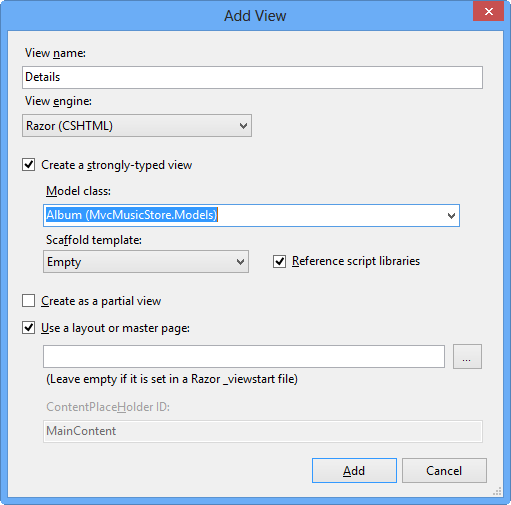 Add View
View name:
Details
View engine:
Razor (CSHTML)
Create a strongly-typed view
Model class:
Album (MvcMusicStore.Models)
Scaffold template:
Empty
Reference script libraries
Create as a partial view
Use a layout or master page:
...
(Leave empty if it is set in a Razor _viewstart file)
ContentPlaceHolder ID:
MainContent
Add
Cancel